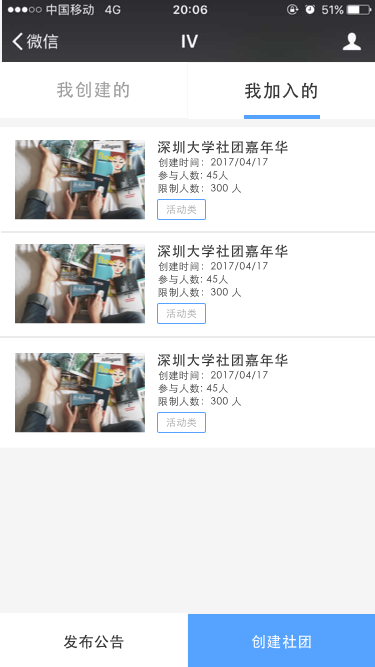 中国移动 4G 20:06 51%
微信 IV
我创建的 我加入的
深圳大学社团嘉年华
创建时间：2017/04/17
参与人数: 45人
限制人数：300 人
活动类
深圳大学社团嘉年华
创建时间：2017/04/17
参与人数: 45人
限制人数：300 人
活动类
深圳大学社团嘉年华
创建时间：2017/04/17
参与人数: 45人
限制人数：300 人
活动类
发布公告 创建社团